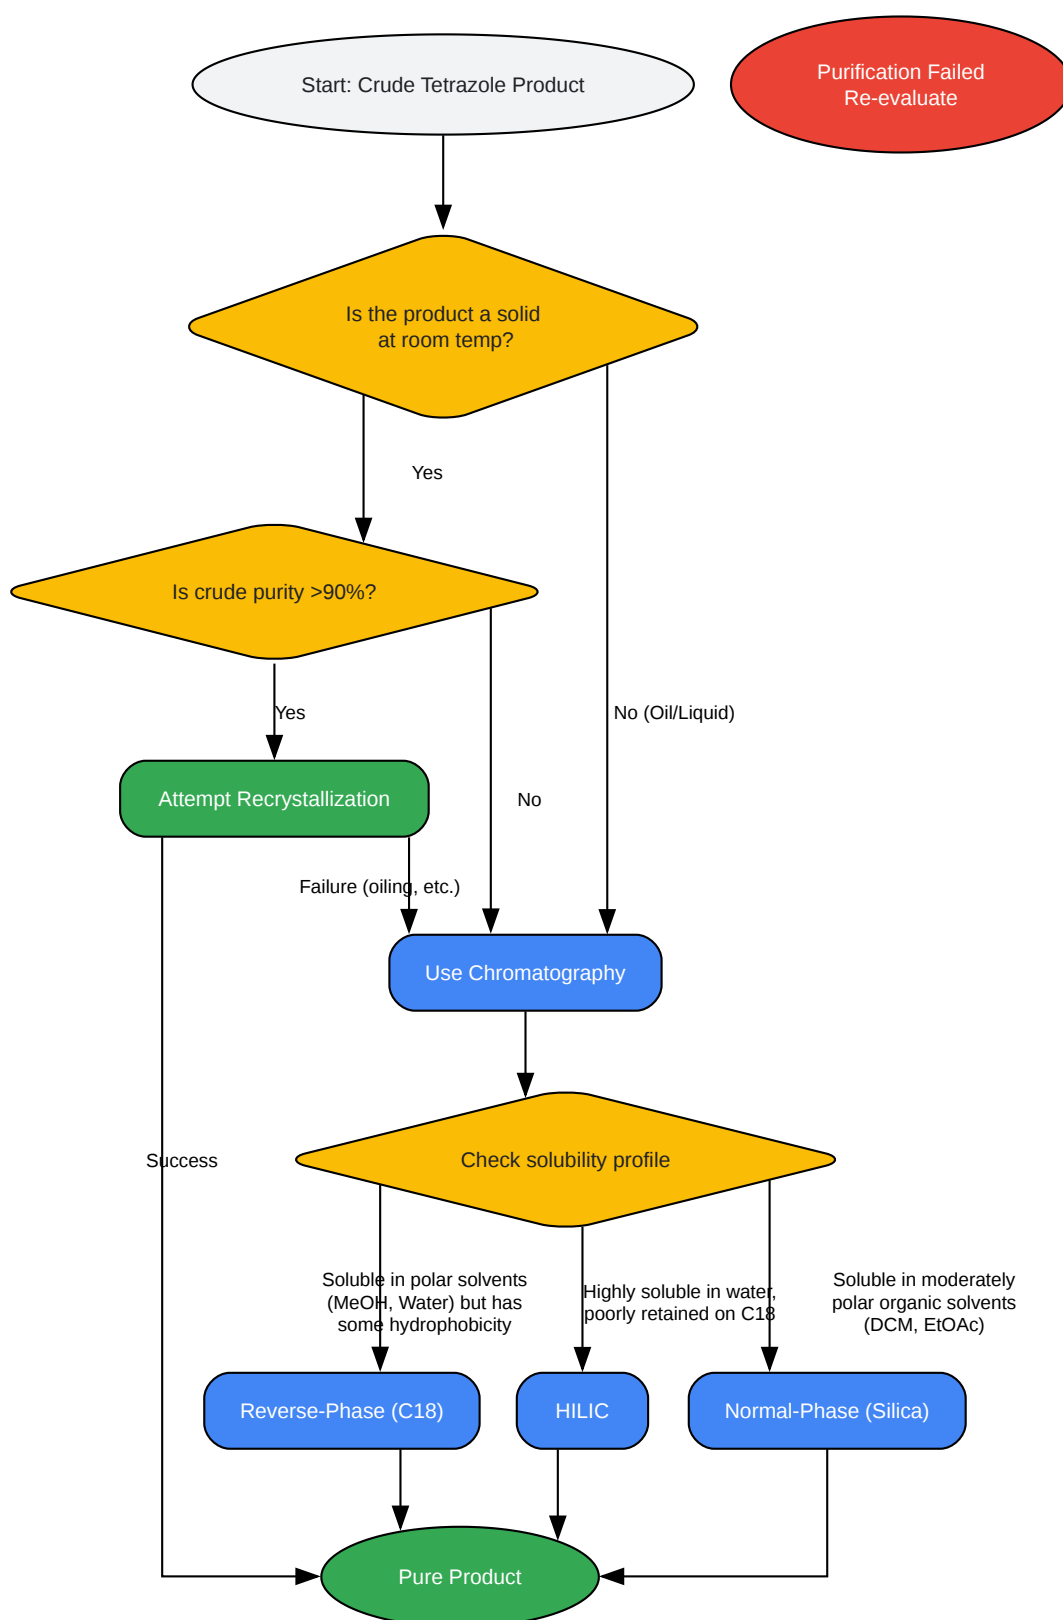 Start: Crude Tetrazole Product
Purification Failed
Re-evaluate
Is the product a solid
at room temp?
Yes
Is crude purity >90%?
Yes
No (Oil/Liquid)
Attempt Recrystallization
No
Failure (oiling, etc.)
Use Chromatography
Success
Check solubility profile
Soluble in polar solvents
(MeOH, Water) but has
some hydrophobicity
Highly soluble in water,
poorly retained on C18
Soluble in moderately
polar organic solvents
(DCM, EtOAc)
Reverse-Phase (C18)
HILIC
Normal-Phase (Silica)
Pure Product